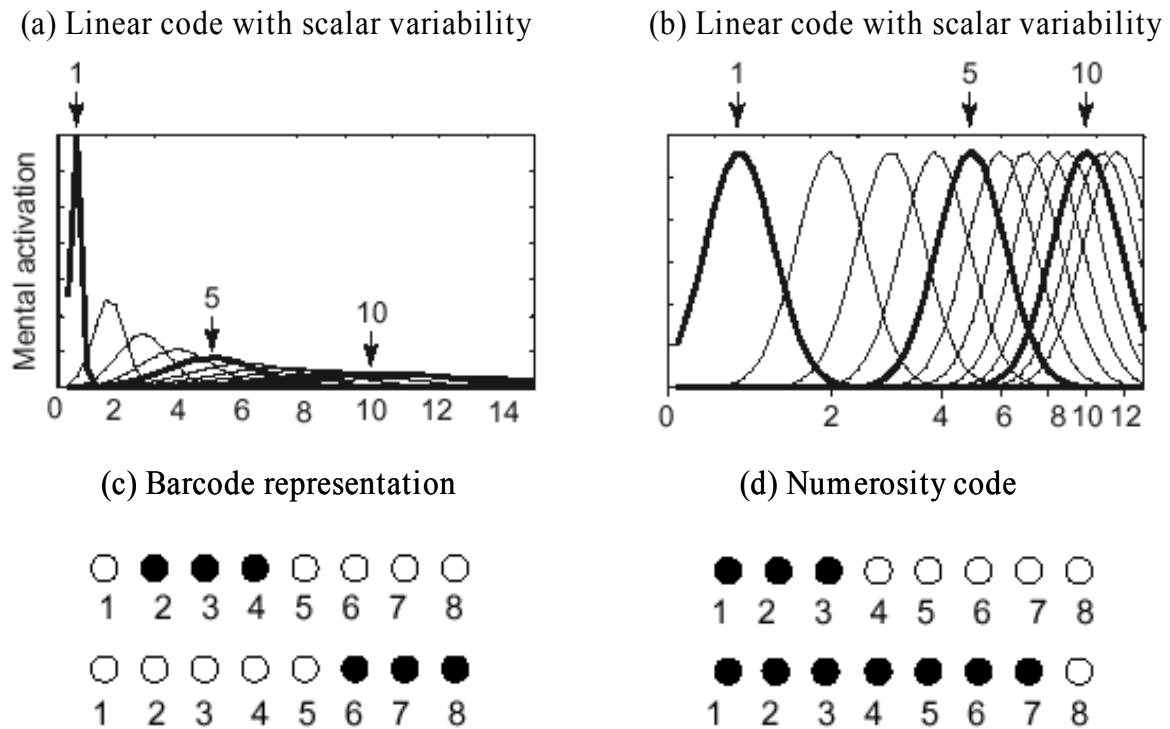 (a) Linear code with scalar variability
(b) Linear code with scalar variability
1
5
10
Mental activation
0 2 4 6 8 10 12 14
1 5 10
0 2 4 6 8 10 12
(c) Barcode representation
(d) Numerosity code
1 2 3 4 5 6 7 8
1 2 3 4 5 6 7 8
1 2 3 4 5 6 7 8
1 2 3 4 5 6 7 8